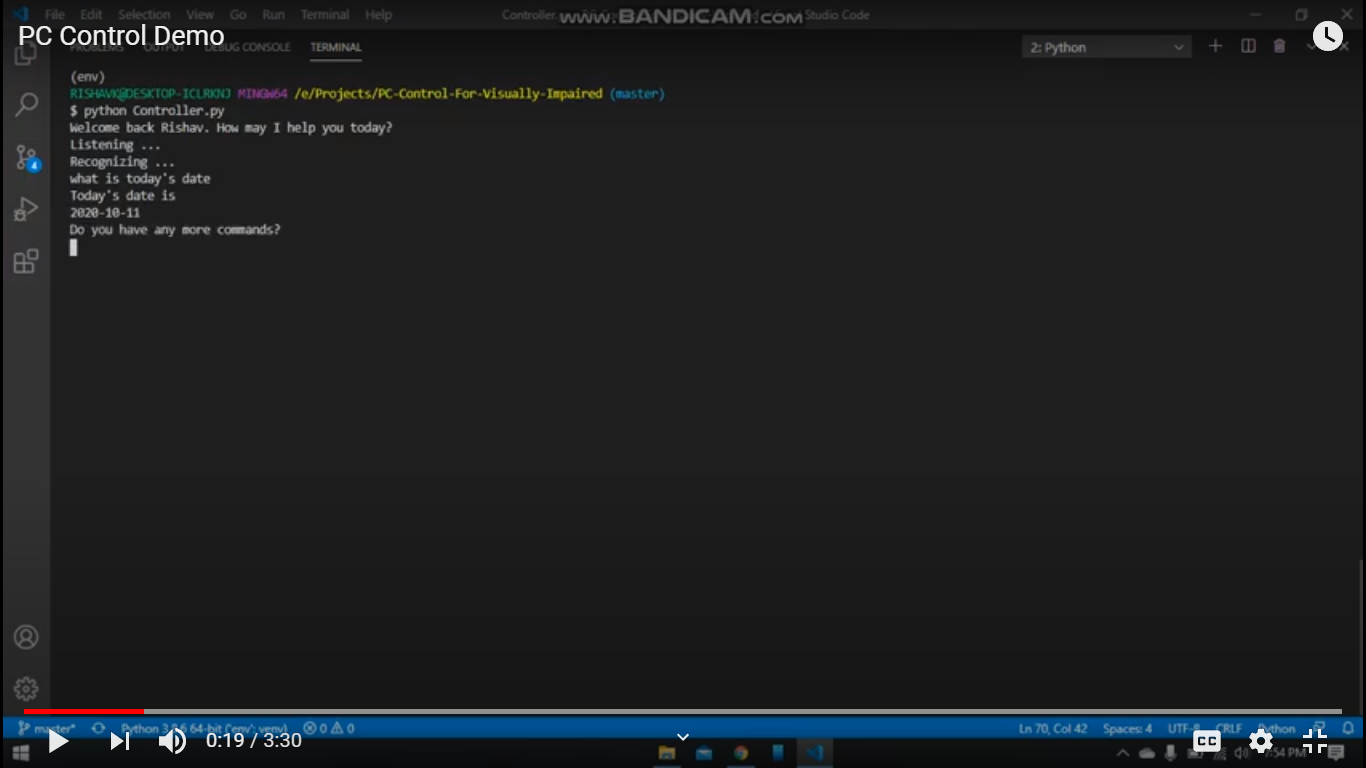 File Edit Selection View Go Run Terminal Help
www.BANDICAM.com
Studio Code
PC Control Demo
PROBLEMS OUTPUT DEBUG CONSOLE TERMINAL
2: Python
(env)
RISHAVK@DESKTOP-ICLRKNJ MINGW64 /e/Projects/PC-Control-For-Visually-Impaired (master)
$ python Controller.py
Welcome back Rishav. How may I help you today?
Listening ...
Recognizing ...
what is today's date
Today's date is
2020-10-11
Do you have any more commands?
4
master* Python 3.8.6 64-bit ('env': venv) 0 0
Ln 70, Col 42 Spaces: 4 UTF-8 CRLF Python
0:19 / 3:30
CC
:54 PM